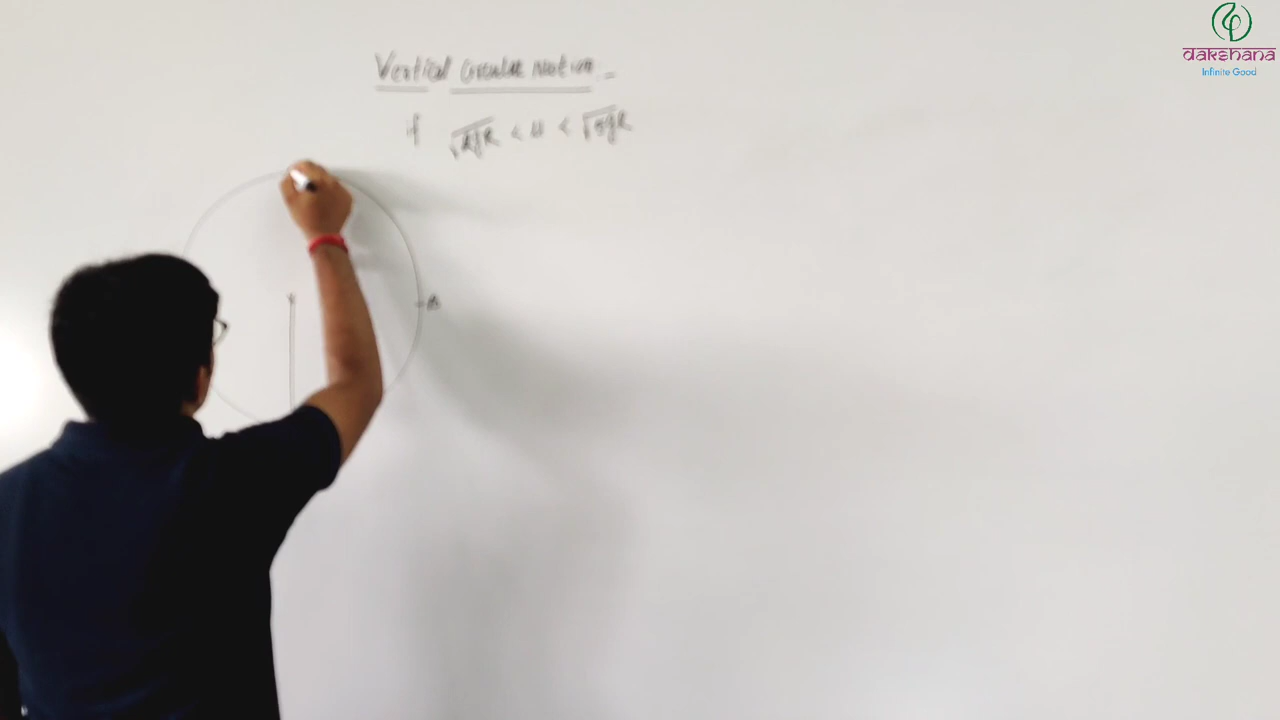 Vertical Circular Motion
if √2gR < u < √5gR
B
dakshana
Infinite Good